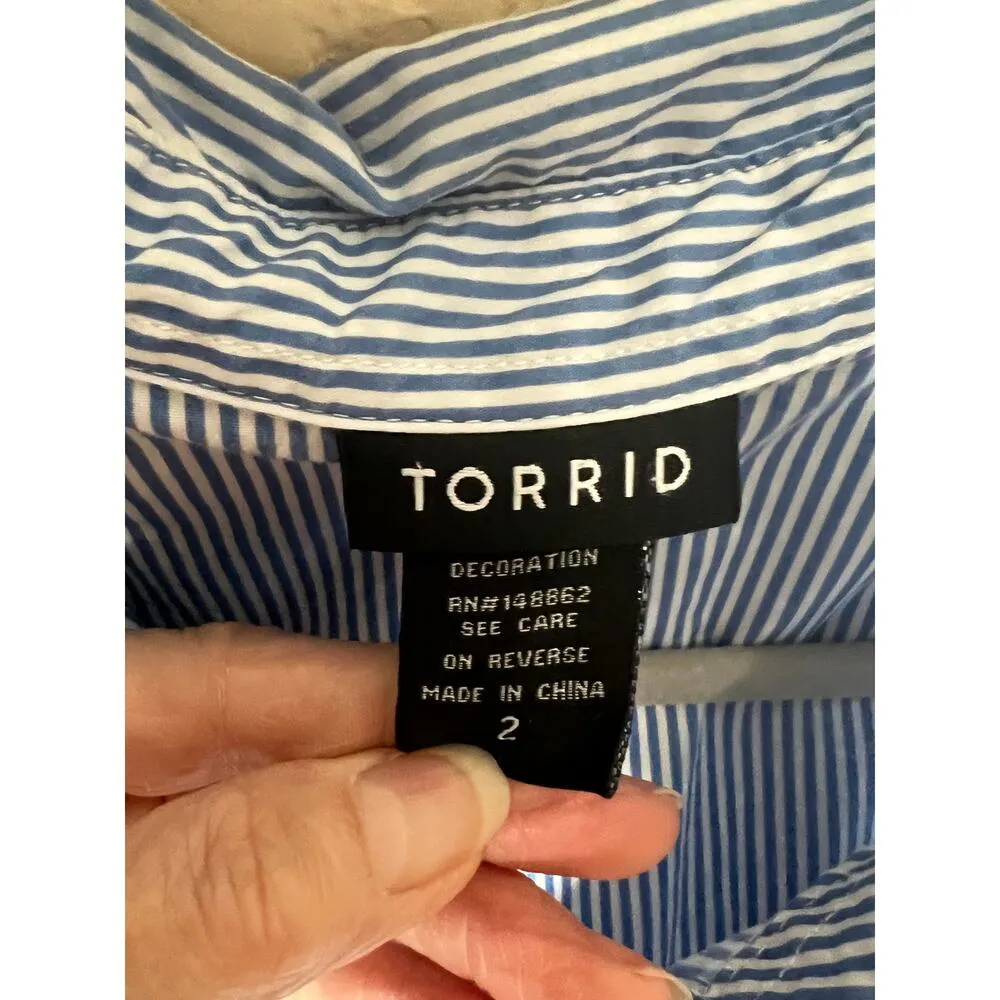 TORRID
DECORATION
RN#148862
SEE CARE
ON REVERSE
MADE IN CHINA
2